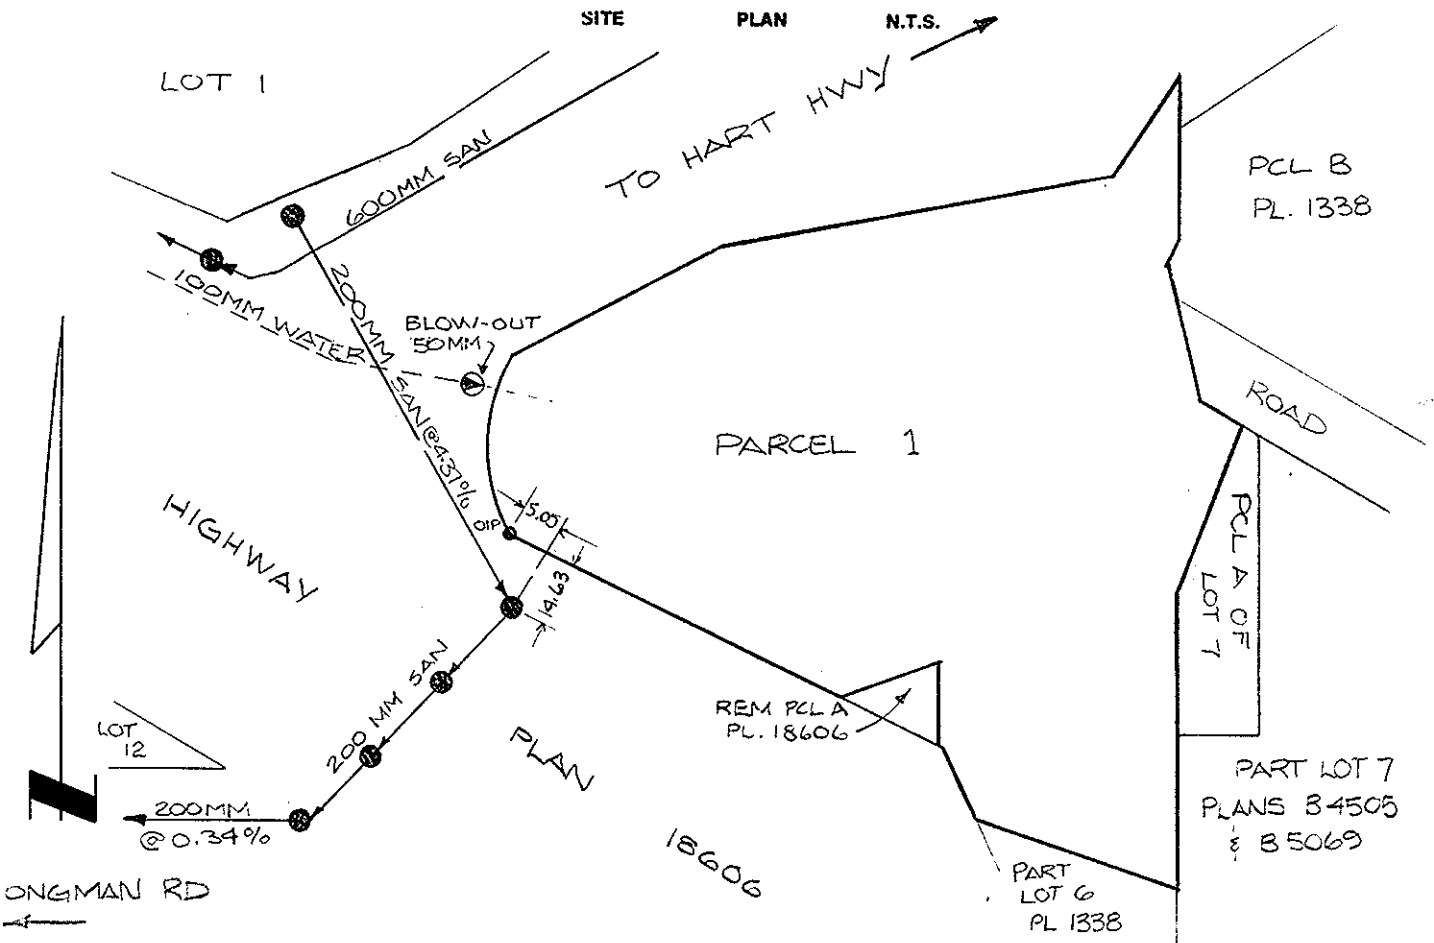 SITE PLAN N.T.S.
LOT 1
TO HART HWY
600MM SAN
PCL B
PL. 1338
100MM WATER
200MM SAN @ 4.37%
BLOW-OUT
50MM
ROAD
PARCEL 1
HIGHWAY
OIP
5.05
14.63
PCL A OF
LOT 7
200 MM SAN
REM PCL A
PL. 18606
LOT
12
PLAN
18606
200MM
@ 0.34%
PART LOT 7
PLANS B4505
& B5069
ONGMAN RD
PART
LOT 6
PL 1338